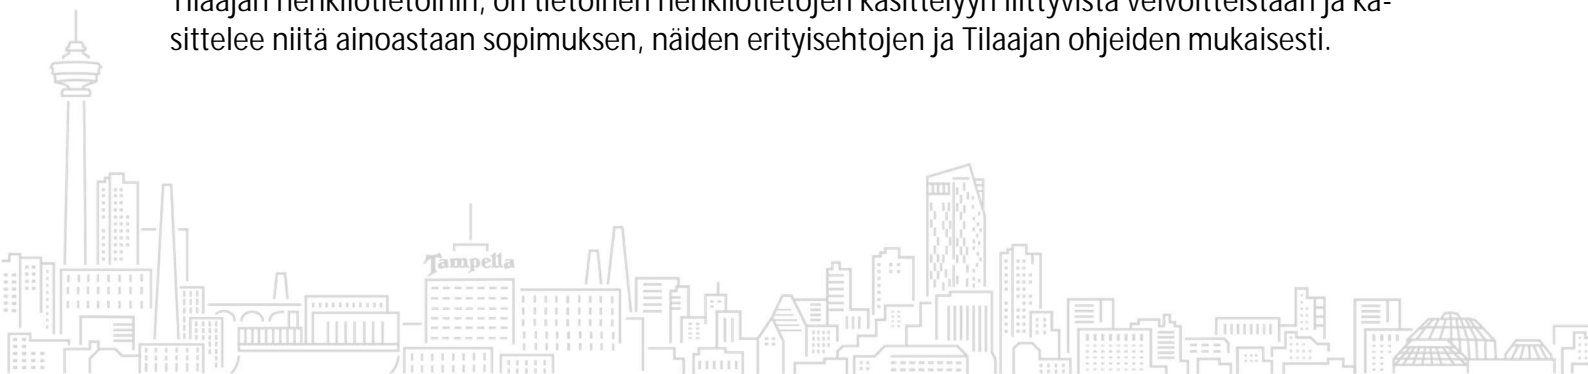 Tilaajan henkilötietoihin, on tietoinen henkilötietojen käsittelyyn liittyvistä velvoitteistaan ja kä-
sittelee niitä ainoastaan sopimuksen, näiden erityisehtojen ja Tilaajan ohjeiden mukaisesti.
Tampella